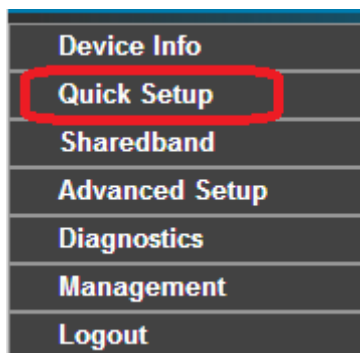 Device Info
Quick Setup
Sharedband
Advanced Setup
Diagnostics
Management
Logout